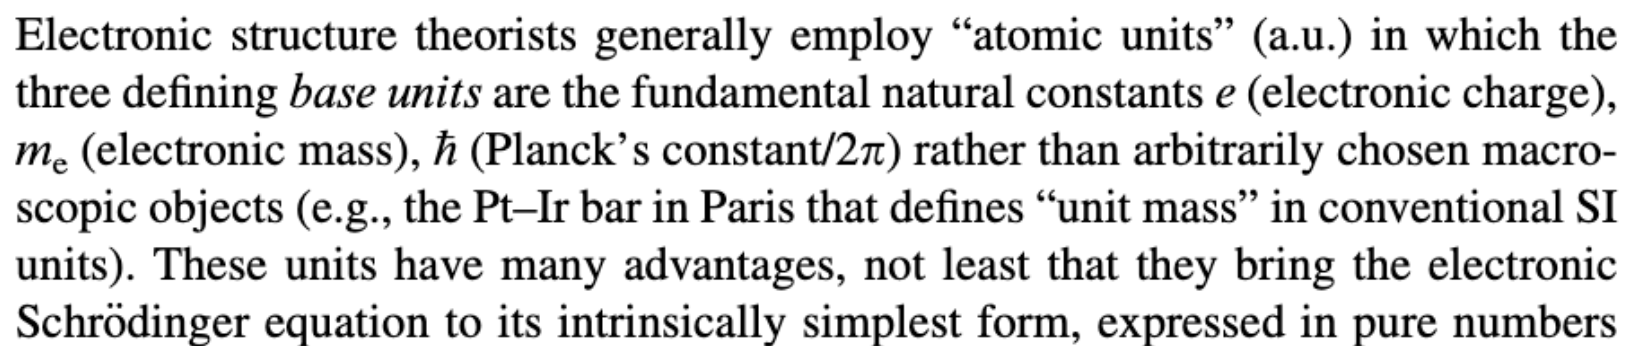 Electronic structure theorists generally employ “atomic units” (a.u.) in which the
three defining base units are the fundamental natural constants e (electronic charge),
mₑ (electronic mass), ℏ (Planck’s constant/2π) rather than arbitrarily chosen macro-
scopic objects (e.g., the Pt–Ir bar in Paris that defines “unit mass” in conventional SI
units). These units have many advantages, not least that they bring the electronic
Schrödinger equation to its intrinsically simplest form, expressed in pure numbers